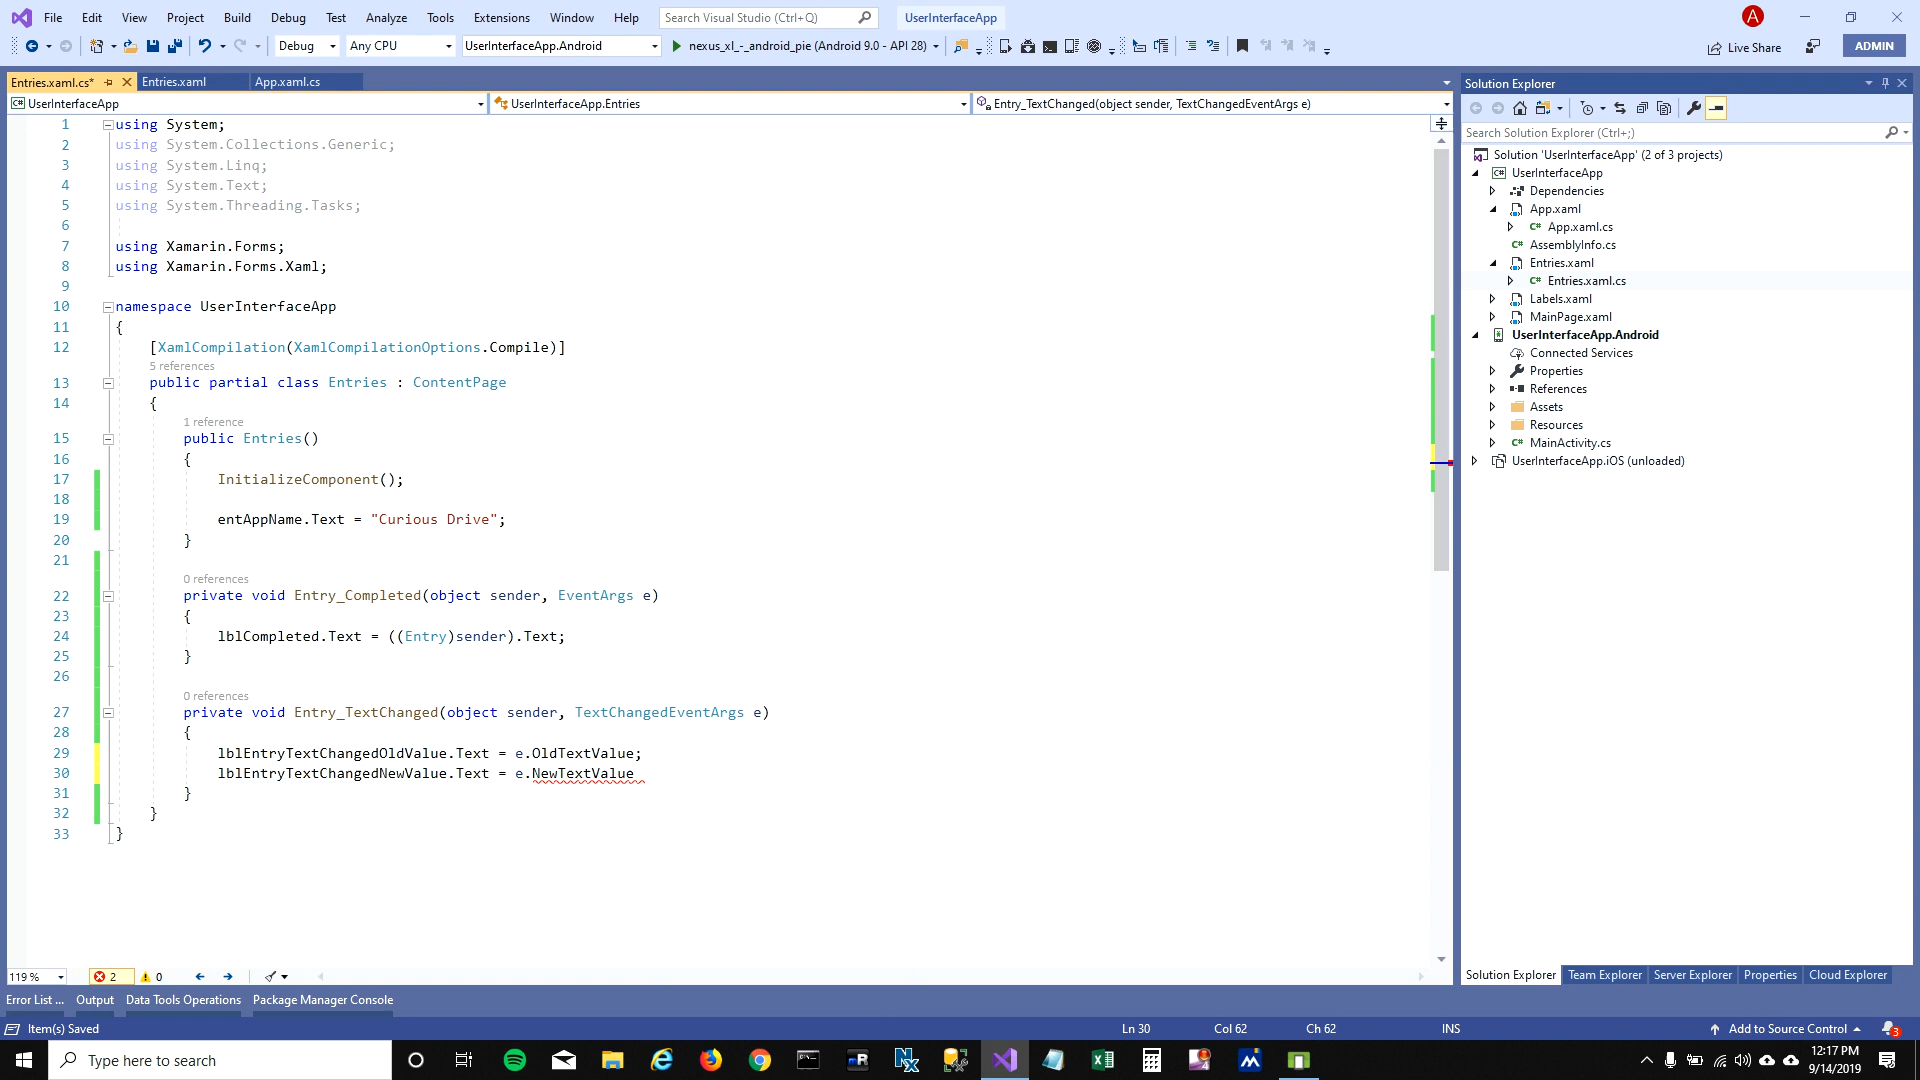 File Edit View Project Build Debug Test Analyze Tools Extensions Window Help Search Visual Studio (Ctrl+Q) UserInterfaceApp A
Debug Any CPU UserInterfaceApp.Android nexus_xl_-_android_pie (Android 9.0 - API 28) Live Share ADMIN
Entries.xaml.cs* Entries.xaml App.xaml.cs
UserInterfaceApp UserInterfaceApp.Entries Entry_TextChanged(object sender, TextChangedEventArgs e)
1 using System;
2 using System.Collections.Generic;
3 using System.Linq;
4 using System.Text;
5 using System.Threading.Tasks;
6
7 using Xamarin.Forms;
8 using Xamarin.Forms.Xaml;
9
10 namespace UserInterfaceApp
11 {
12 [XamlCompilation(XamlCompilationOptions.Compile)]
5 references
13 public partial class Entries : ContentPage
14 {
1 reference
15 public Entries()
16 {
17 InitializeComponent();
18
19 entAppName.Text = "Curious Drive";
20 }
21
0 references
22 private void Entry_Completed(object sender, EventArgs e)
23 {
24 lblCompleted.Text = ((Entry)sender).Text;
25 }
26
0 references
27 private void Entry_TextChanged(object sender, TextChangedEventArgs e)
28 {
29 lblEntryTextChangedOldValue.Text = e.OldTextValue;
30 lblEntryTextChangedNewValue.Text = e.NewTextValue
31 }
32 }
33 }
119 % 2 0
Error List ... Output Data Tools Operations Package Manager Console
Solution Explorer
Search Solution Explorer (Ctrl+;)
Solution 'UserInterfaceApp' (2 of 3 projects)
C# UserInterfaceApp
Dependencies
App.xaml
C# App.xaml.cs
C# AssemblyInfo.cs
Entries.xaml
C# Entries.xaml.cs
Labels.xaml
MainPage.xaml
UserInterfaceApp.Android
Connected Services
Properties
References
Assets
Resources
C# MainActivity.cs
UserInterfaceApp.iOS (unloaded)
Solution Explorer Team Explorer Server Explorer Properties Cloud Explorer
Item(s) Saved Ln 30 Col 62 Ch 62 INS Add to Source Control 3
Type here to search
12:17 PM
9/14/2019